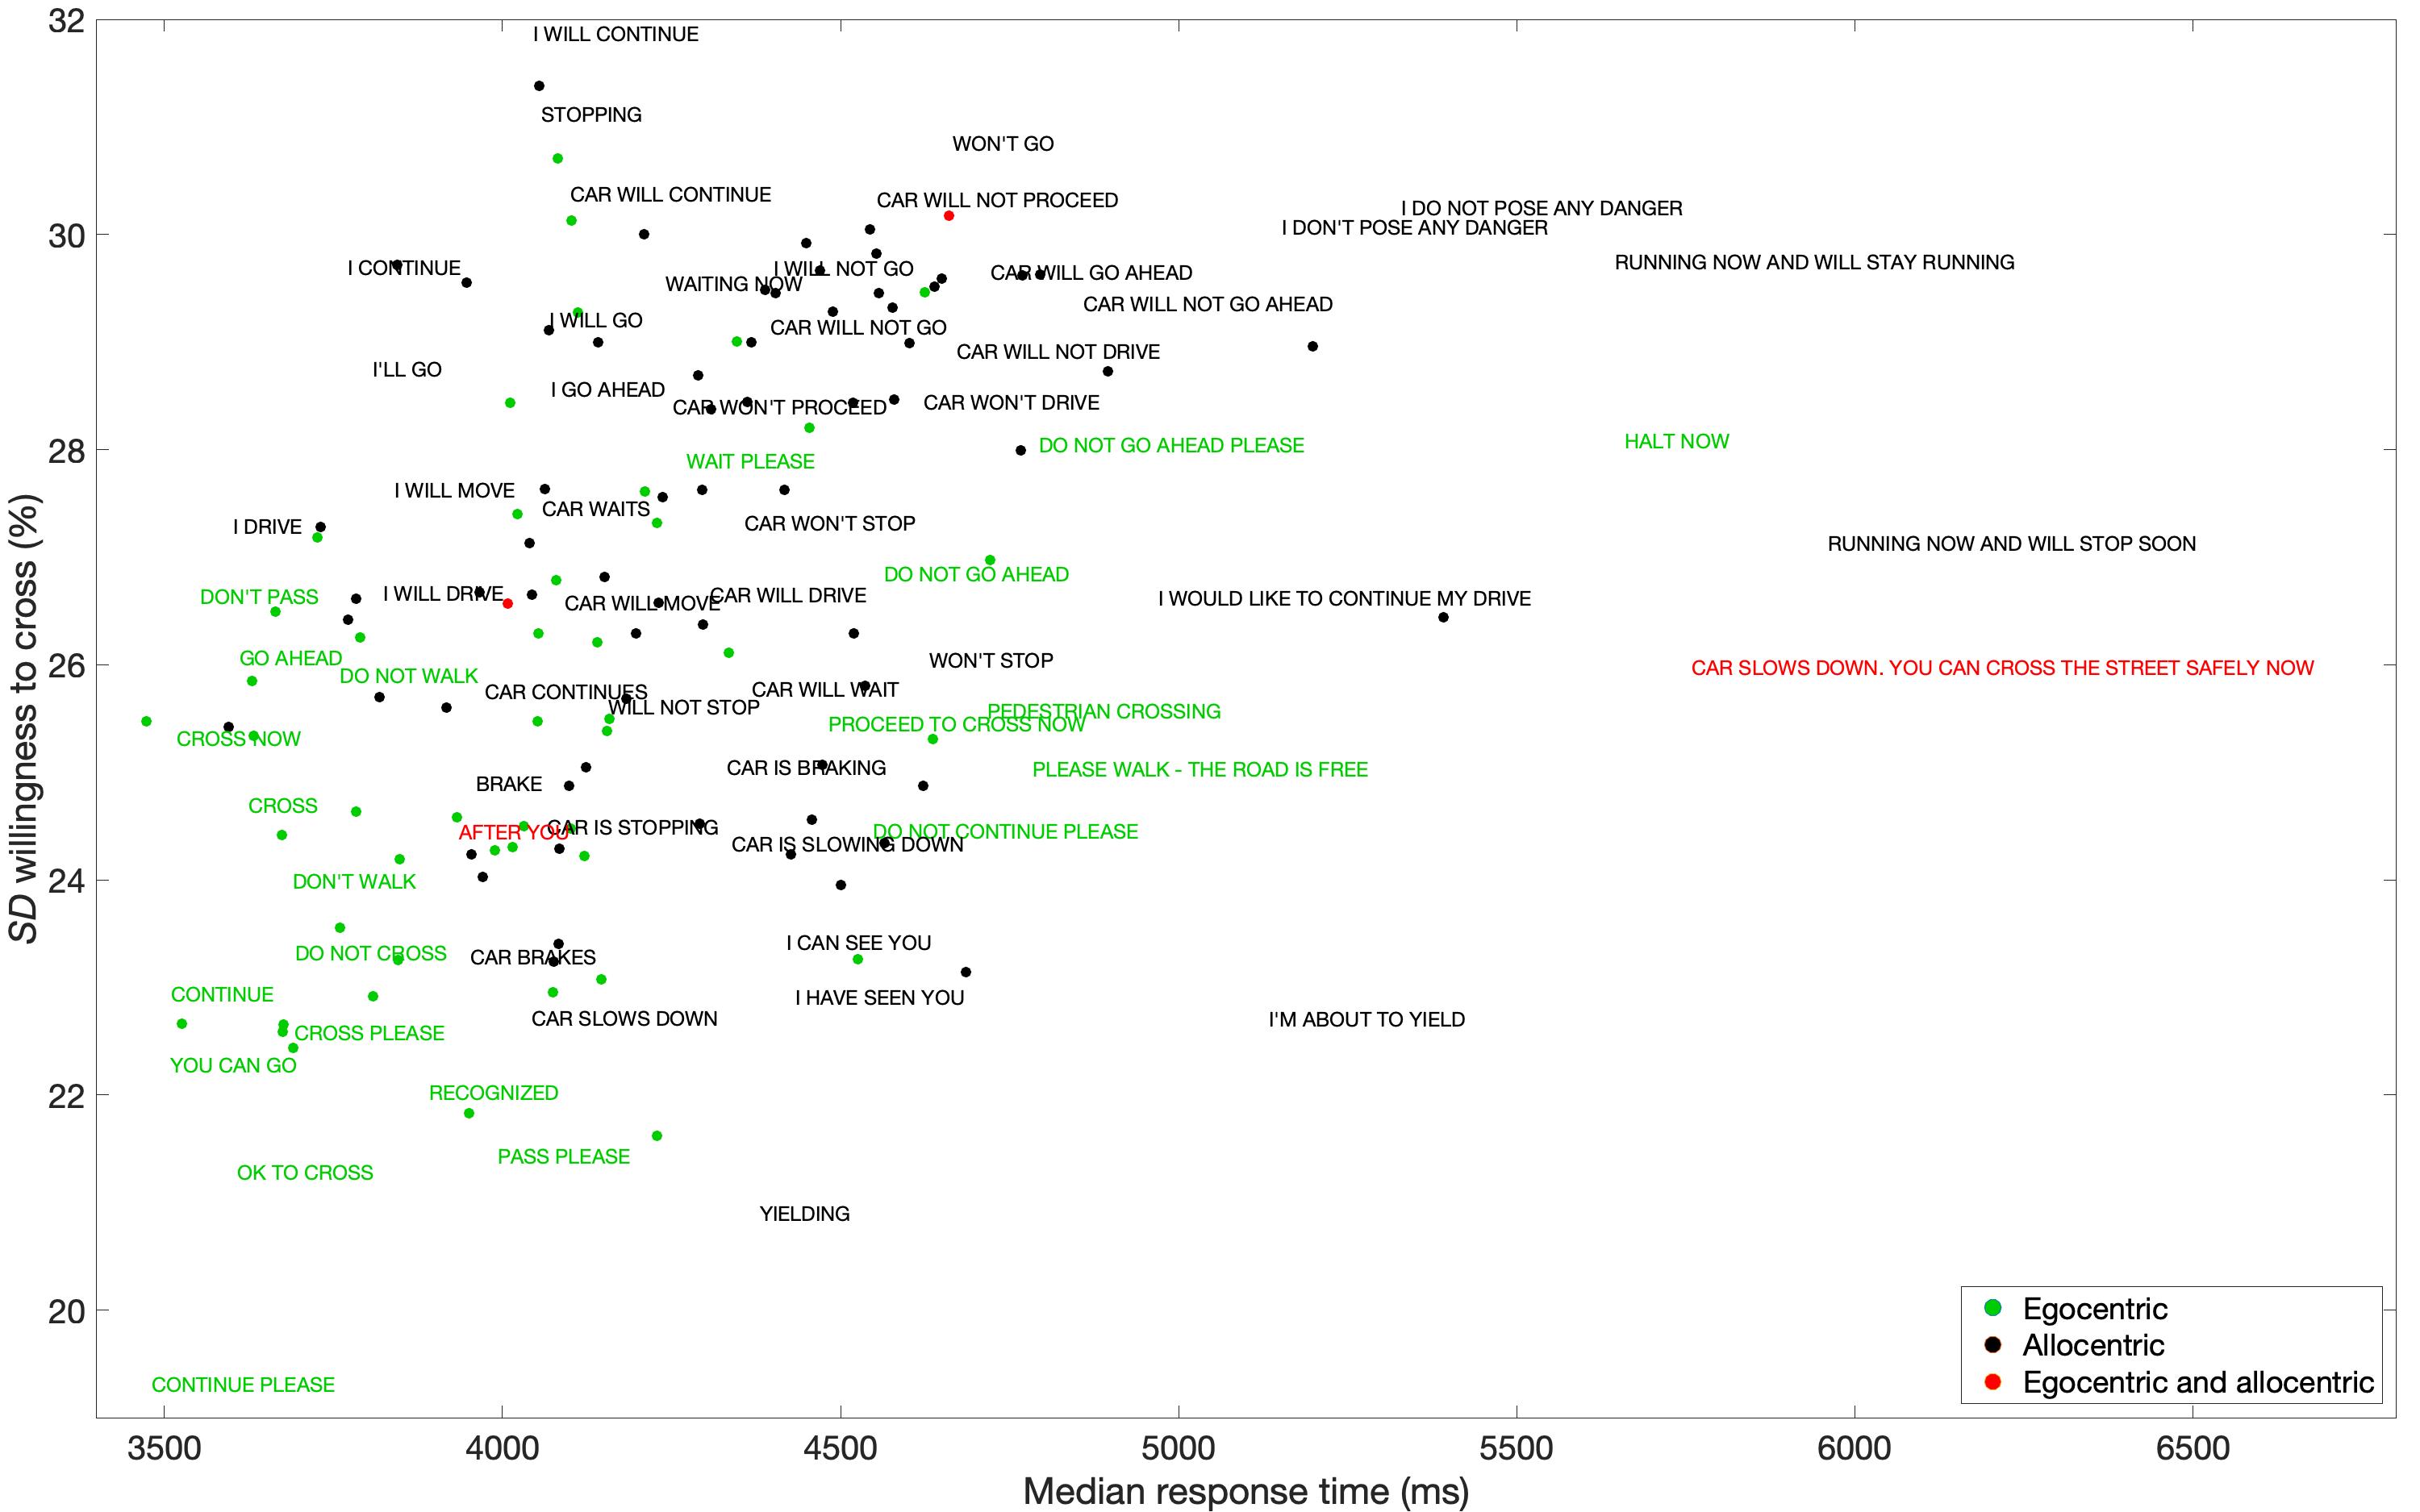 32
I WILL CONTINUE
STOPPING
WON'T GO
CAR WILL CONTINUE
CAR WILL NOT PROCEED
I DO NOT POSE ANY DANGER
I DON'T POSE ANY DANGER
30
I CONTINUE
I WILL NOT GO
RUNNING NOW AND WILL STAY RUNNING
CAR WILL GO AHEAD
WAITING NOW
CAR WILL NOT GO AHEAD
I WILL GO
CAR WILL NOT GO
CAR WILL NOT DRIVE
I'LL GO
I GO AHEAD
CAR WON'T PROCEED
CAR WON'T DRIVE
28
DO NOT GO AHEAD PLEASE
HALT NOW
WAIT PLEASE
I WILL MOVE
CAR WAITS
I DRIVE
CAR WON'T STOP
RUNNING NOW AND WILL STOP SOON
DO NOT GO AHEAD
DON'T PASS
I WILL DRIVE
CAR WILL MOVE
CAR WILL DRIVE
I WOULD LIKE TO CONTINUE MY DRIVE
26
GO AHEAD
WON'T STOP
CAR SLOWS DOWN. YOU CAN CROSS THE STREET SAFELY NOW
DO NOT WALK
CAR CONTINUES
CAR WILL WAIT
WILL NOT STOP
PEDESTRIAN CROSSING
PROCEED TO CROSS NOW
CROSS NOW
CAR IS BRAKING
PLEASE WALK - THE ROAD IS FREE
BRAKE
CROSS
AFTER YOU
CAR IS STOPPING
DO NOT CONTINUE PLEASE
CAR IS SLOWING DOWN
24
DON'T WALK
I CAN SEE YOU
DO NOT CROSS
CAR BRAKES
CONTINUE
I HAVE SEEN YOU
CAR SLOWS DOWN
I'M ABOUT TO YIELD
CROSS PLEASE
YOU CAN GO
22
RECOGNIZED
PASS PLEASE
OK TO CROSS
YIELDING
20
CONTINUE PLEASE
SD willingness to cross (%)
Egocentric
Allocentric
Egocentric and allocentric
3500 4000 4500 5000 5500 6000 6500
Median response time (ms)